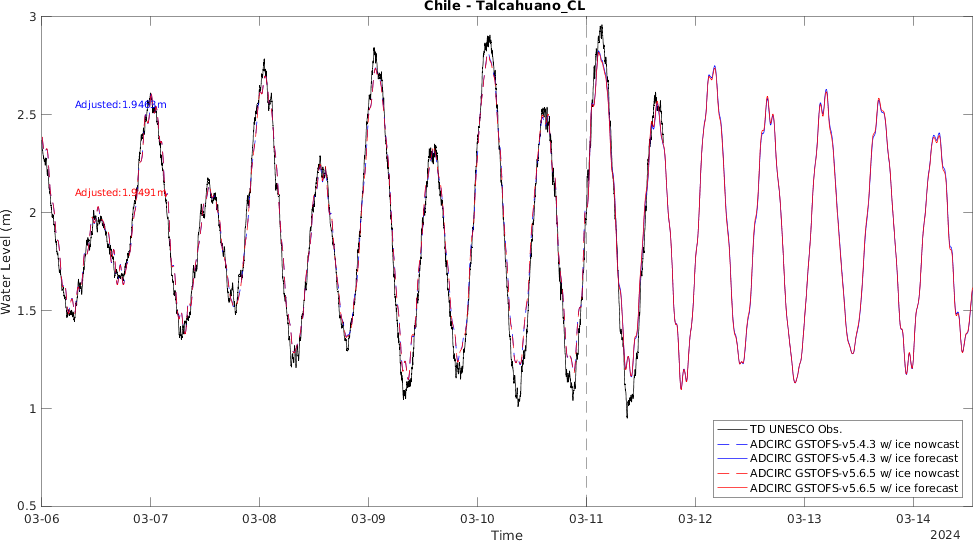 Chile - Talcahuano_CL
3
2.5
2
1.5
1
0.5
Water Level (m)
Adjusted:1.9491m
TD UNESCO Obs.
ADCIRC GSTOFS-v5.4.3 w/ ice nowcast
ADCIRC GSTOFS-v5.4.3 w/ ice forecast
ADCIRC GSTOFS-v5.6.5 w/ ice nowcast
ADCIRC GSTOFS-v5.6.5 w/ ice forecast
03-06 03-07 03-08 03-09 03-10 03-11 03-12 03-13 03-14
Time
2024